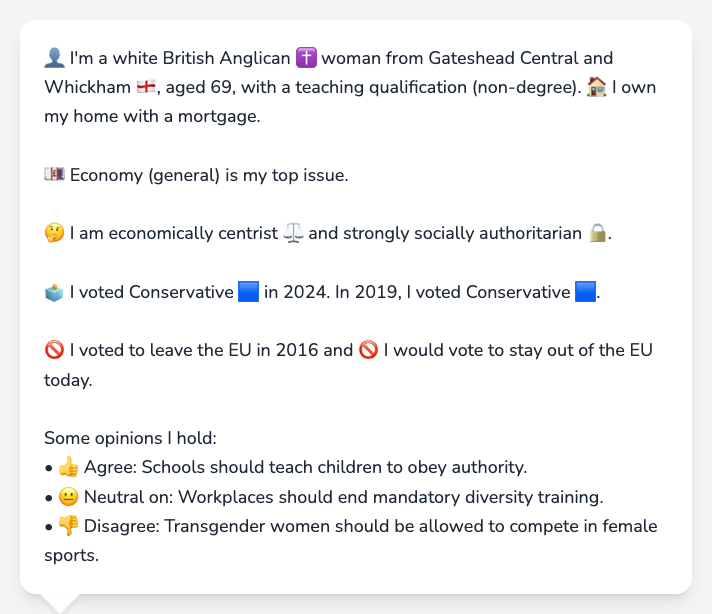 👤 I'm a white British Anglican ✝️ woman from Gateshead Central and
Whickham 🏴󠁧󠁢󠁥󠁮󠁧󠁿, aged 69, with a teaching qualification (non-degree). 🏠 I own
my home with a mortgage.
💷 Economy (general) is my top issue.
🤔 I am economically centrist ⚖️ and strongly socially authoritarian 🔒.
🗳️ I voted Conservative 🟦 in 2024. In 2019, I voted Conservative 🟦.
🚫 I voted to leave the EU in 2016 and 🚫 I would vote to stay out of the EU
today.
Some opinions I hold:
• 👍 Agree: Schools should teach children to obey authority.
• 😐 Neutral on: Workplaces should end mandatory diversity training.
• 👎 Disagree: Transgender women should be allowed to compete in female
sports.